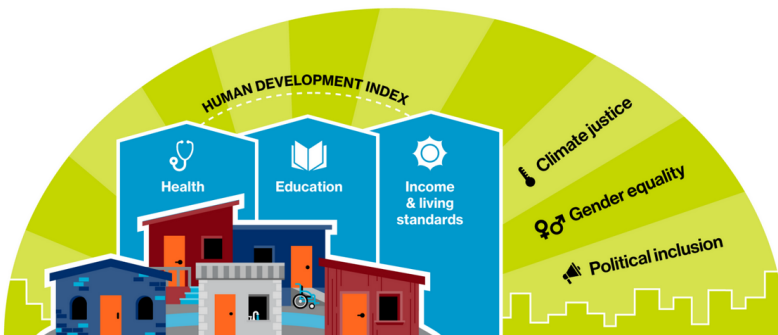 HUMAN DEVELOPMENT INDEX
Health
Education
Income
& living
standards
Climate justice
Gender equality
Political inclusion